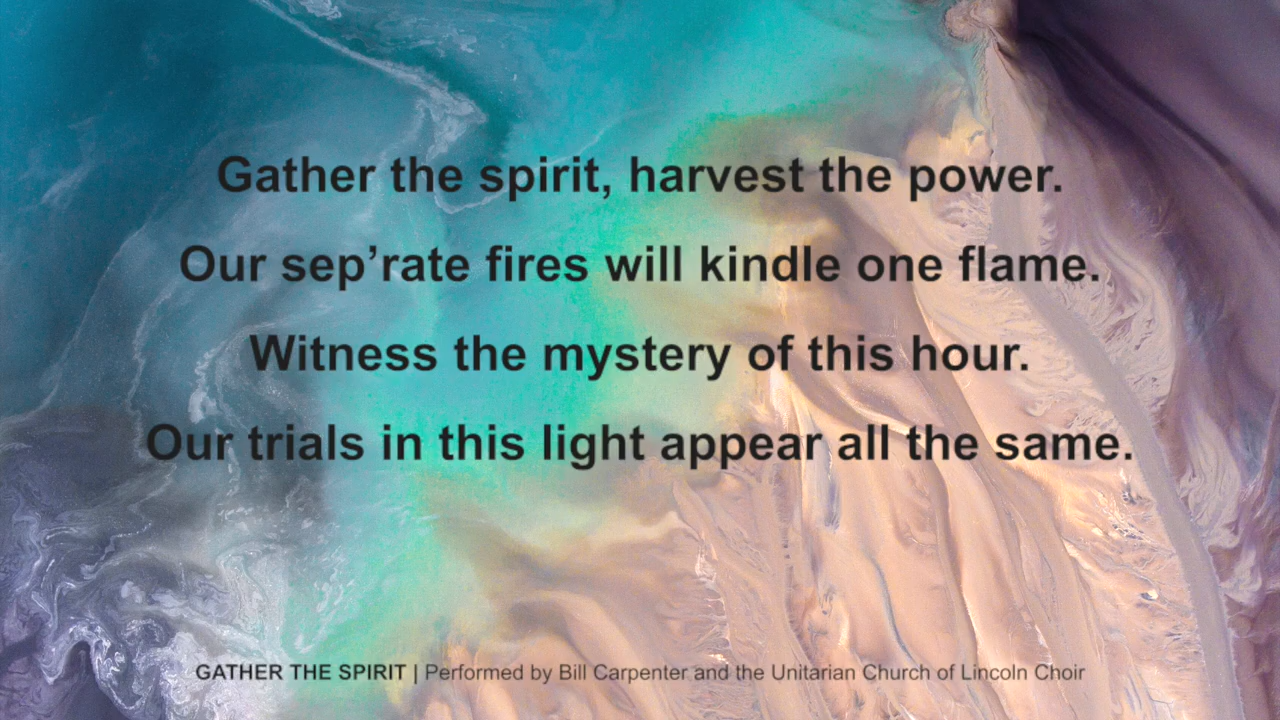 Gather the spirit, harvest the power.
Our sep’rate fires will kindle one flame.
Witness the mystery of this hour.
Our trials in this light appear all the same.
GATHER THE SPIRIT | Performed by Bill Carpenter and the Unitarian Church of Lincoln Choir